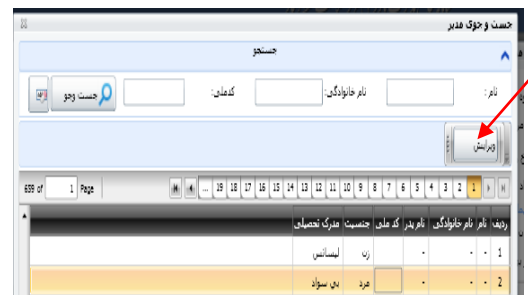 جست و جوی مدیر
جستجو
نام : نام خانوادگی: کدملی: جست وجو
ویرایش
1 2 3 4 5 6 7 8 9 10 11 12 13 14 15 16 17 18 19 ... Page 1 of 639
ردیف نام نام خانوادگی نام پدر کد ملی جنسیت مدرک تحصیلی
1 - - - زن لیسانس
2 - - - مرد بی سواد